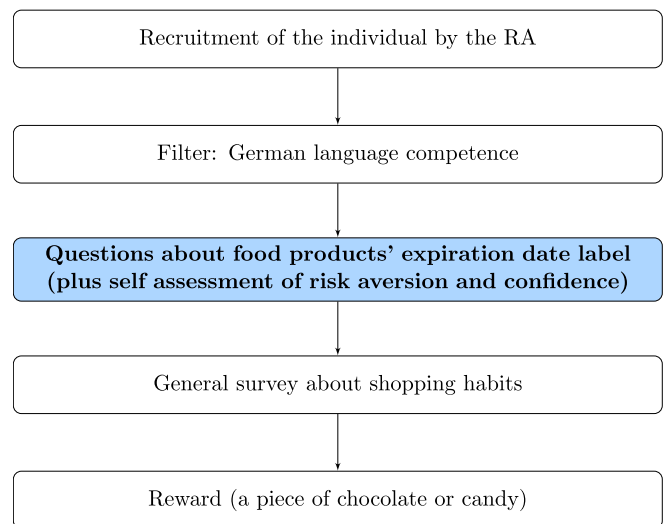 Recruitment of the individual by the RA
Filter: German language competence
Questions about food products’ expiration date label
(plus self assessment of risk aversion and confidence)
General survey about shopping habits
Reward (a piece of chocolate or candy)